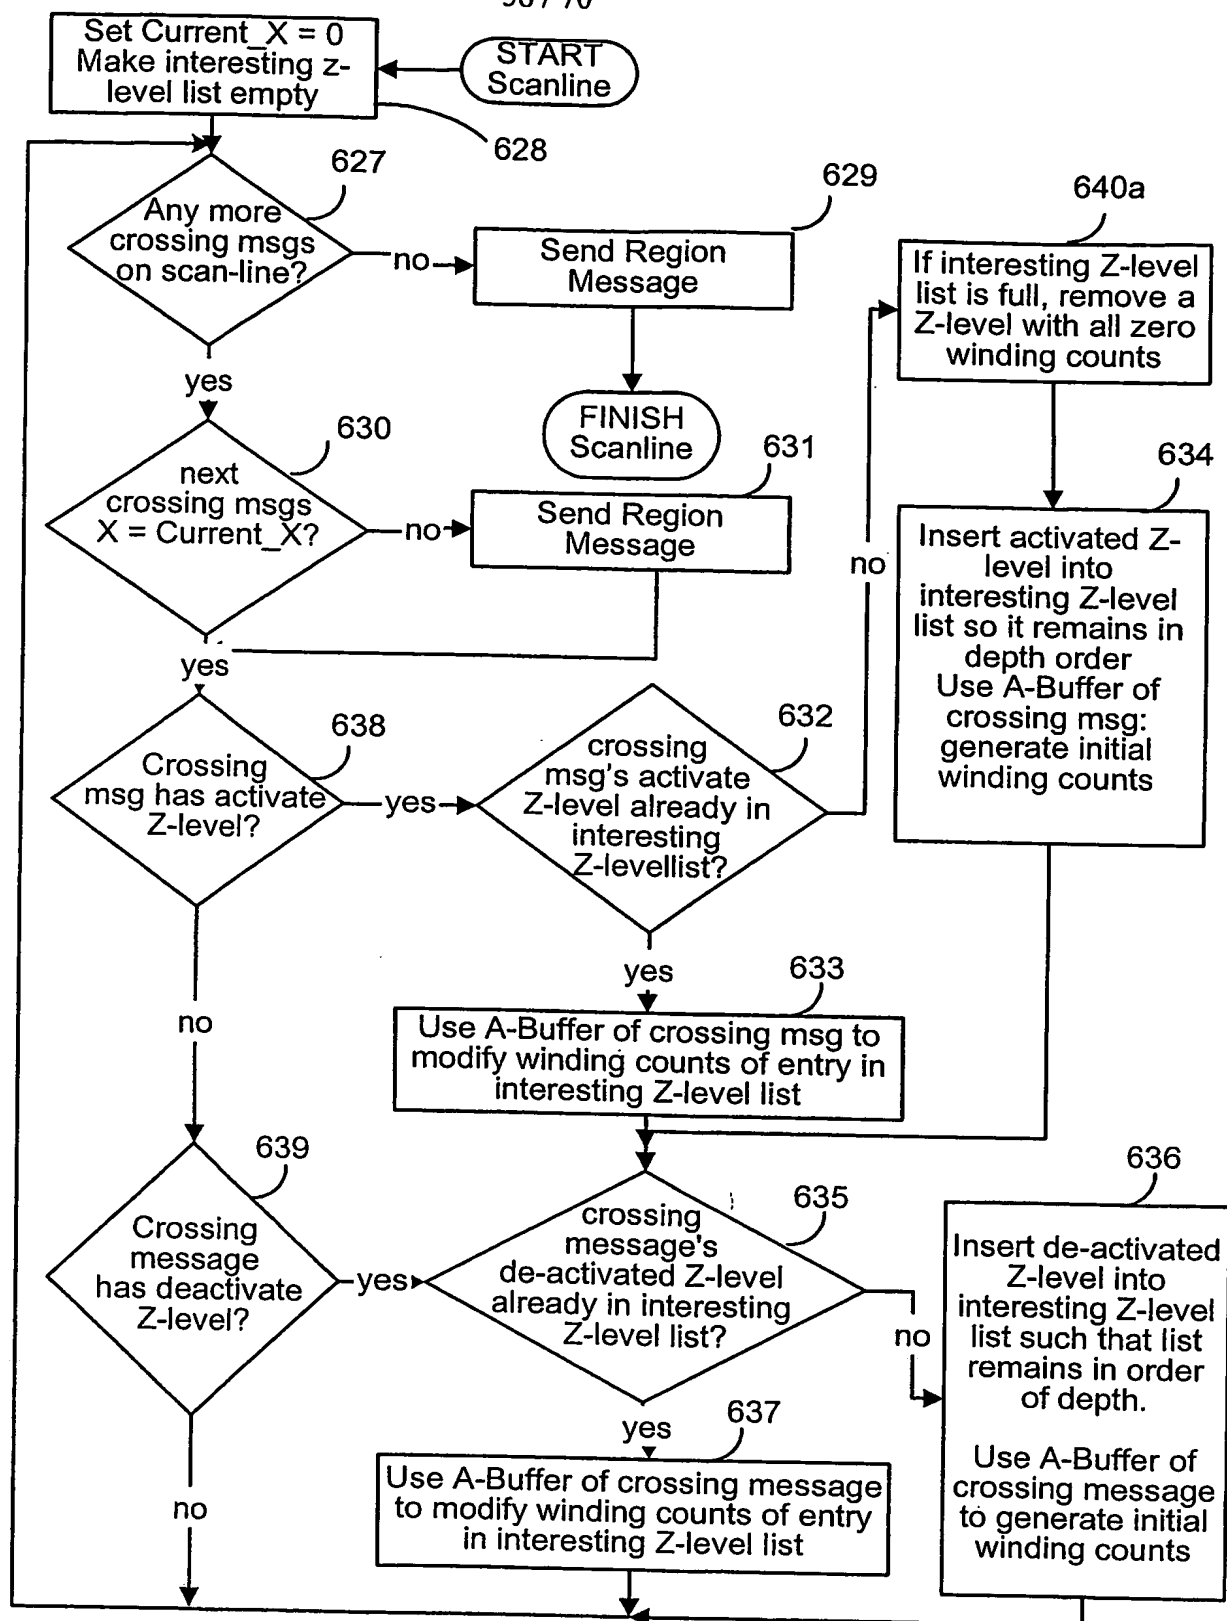 Set Current_X = 0
Make interesting z-
level list empty
START
Scanline
628
627
Any more
crossing msgs
on scan-line?
no
629
Send Region
Message
640a
If interesting Z-level
list is full, remove a
Z-level with all zero
winding counts
yes
FINISH
Scanline
630
next
crossing msgs
X = Current_X?
no
631
Send Region
Message
no
634
Insert activated Z-
level into
interesting Z-level
list so it remains in
depth order
Use A-Buffer of
crossing msg:
generate initial
winding counts
yes
638
Crossing
msg has activate
Z-level?
yes
632
crossing
msg's activate
Z-level already in
interesting
Z-levellist?
yes
no
633
Use A-Buffer of crossing msg to
modify winding counts of entry in
interesting Z-level list
639
Crossing
message
has deactivate
Z-level?
yes
635
crossing
message's
de-activated Z-level
already in interesting
Z-level list?
no
636
Insert de-activated
Z-level into
interesting Z-level
list such that list
remains in order
of depth.
Use A-Buffer of
crossing message
to generate initial
winding counts
yes
637
Use A-Buffer of crossing message
to modify winding counts of entry
in interesting Z-level list
no